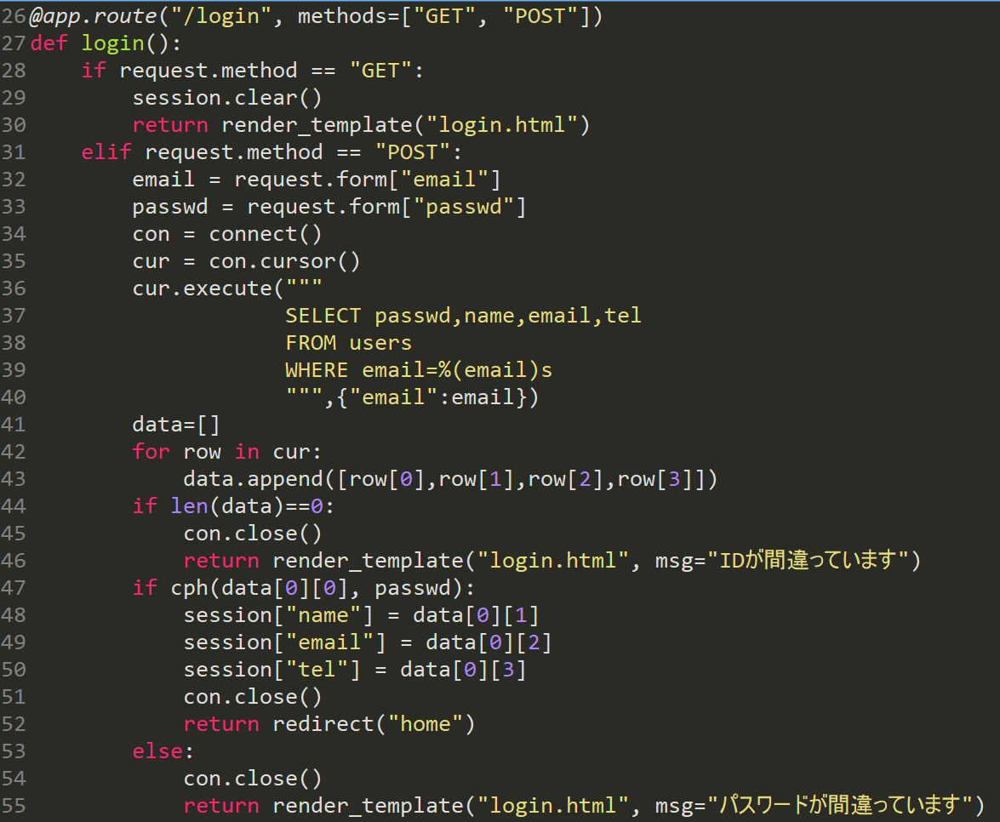 26@app.route("/login", methods=["GET", "POST"])
27def login():
28    if request.method == "GET":
29        session.clear()
30        return render_template("login.html")
31    elif request.method == "POST":
32        email = request.form["email"]
33        passwd = request.form["passwd"]
34        con = connect()
35        cur = con.cursor()
36        cur.execute("""
37                    SELECT passwd,name,email,tel
38                    FROM users
39                    WHERE email=%(email)s
40                    """,{"email":email})
41        data=[]
42        for row in cur:
43            data.append([row[0],row[1],row[2],row[3]])
44        if len(data)==0:
45            con.close()
46            return render_template("login.html", msg="IDが間違っています")
47        if cph(data[0][0], passwd):
48            session["name"] = data[0][1]
49            session["email"] = data[0][2]
50            session["tel"] = data[0][3]
51            con.close()
52            return redirect("home")
53        else:
54            con.close()
55            return render_template("login.html", msg="パスワードが間違っています")